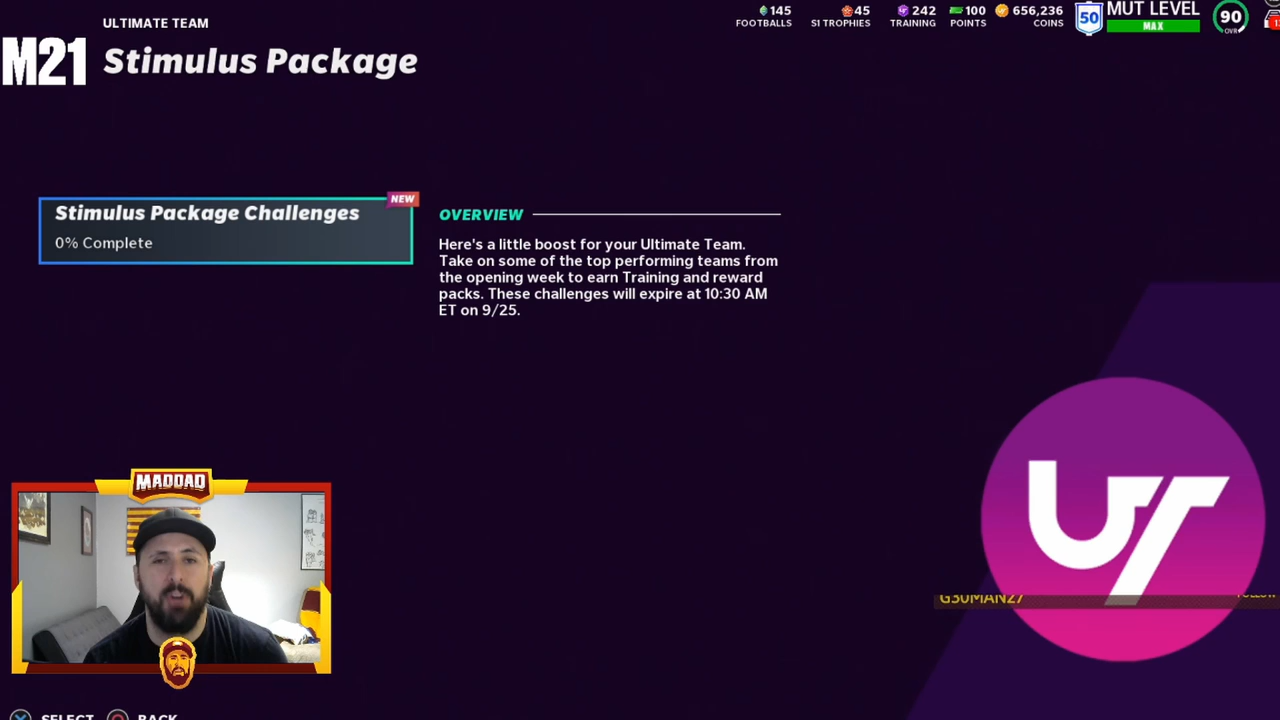 ULTIMATE TEAM
M21
Stimulus Package
145
FOOTBALLS
45
S1 TROPHIES
242
TRAINING
100
POINTS
656,236
COINS
50
MUT LEVEL
MAX
90
OVR
NEW
Stimulus Package Challenges
0% Complete
OVERVIEW
Here's a little boost for your Ultimate Team.
Take on some of the top performing teams from
the opening week to earn Training and reward
packs. These challenges will expire at 10:30 AM
ET on 9/25.
MADDAD
UT
G30MAN27
SELECT
BACK